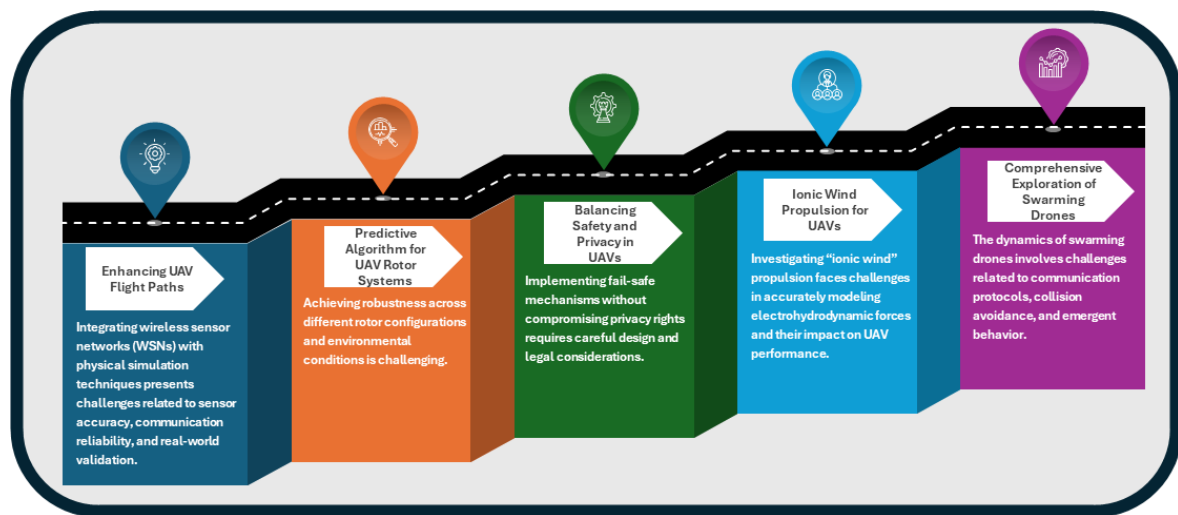 Enhancing UAV
Flight Paths
Integrating wireless sensor
networks (WSNs) with
physical simulation
techniques presents
challenges related to sensor
accuracy, communication
reliability, and real-world
validation.
Predictive
Algorithm for
UAV Rotor
Systems
Achieving robustness across
different rotor configurations
and environmental
conditions is challenging.
Balancing
Safety and
Privacy in
UAVs
Implementing fail-safe
mechanisms without
compromising privacy rights
requires careful design and
legal considerations.
Ionic Wind
Propulsion for
UAVs
Investigating “ionic wind”
propulsion faces challenges
in accurately modeling
electrohydrodynamic forces
and their impact on UAV
performance.
Comprehensive
Exploration of
Swarming
Drones
The dynamics of swarming
drones involves challenges
related to communication
protocols, collision
avoidance, and emergent
behavior.